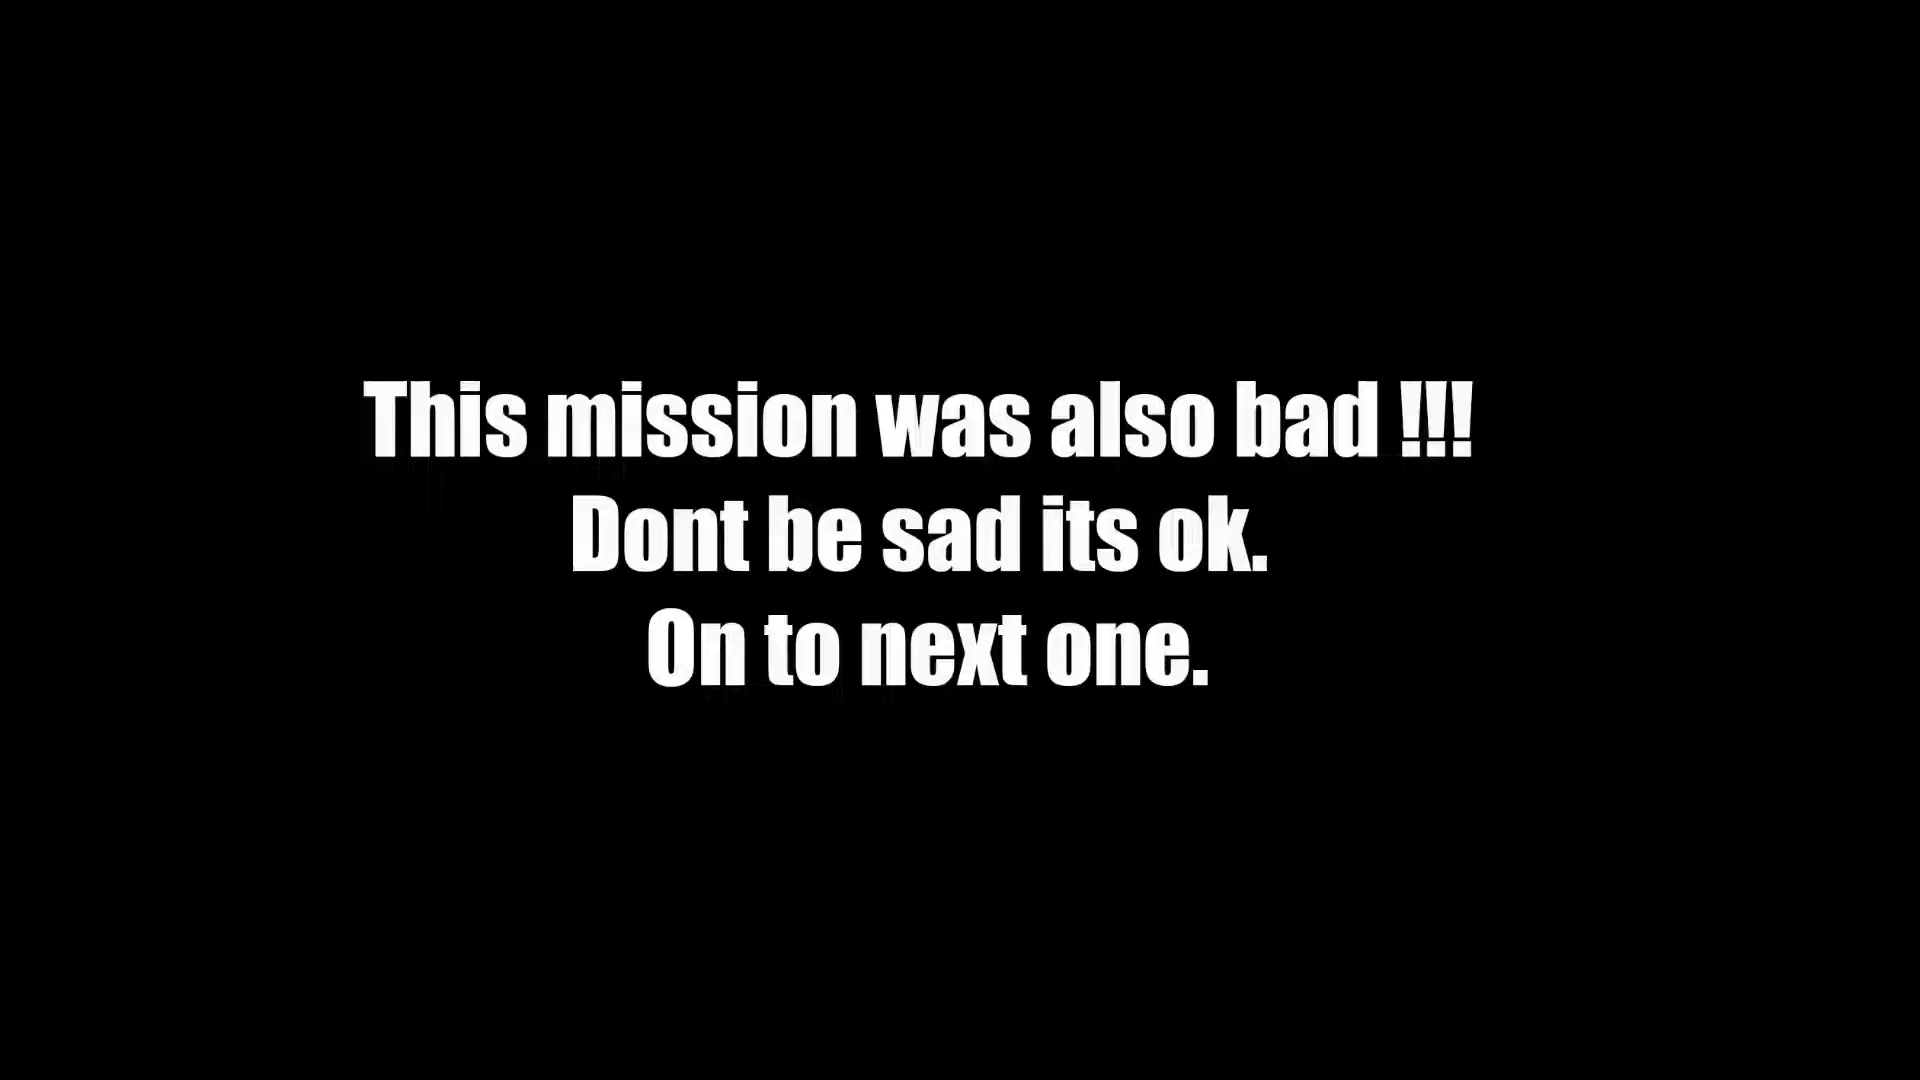 This mission was also bad !!!
Dont be sad its ok.
On to next one.